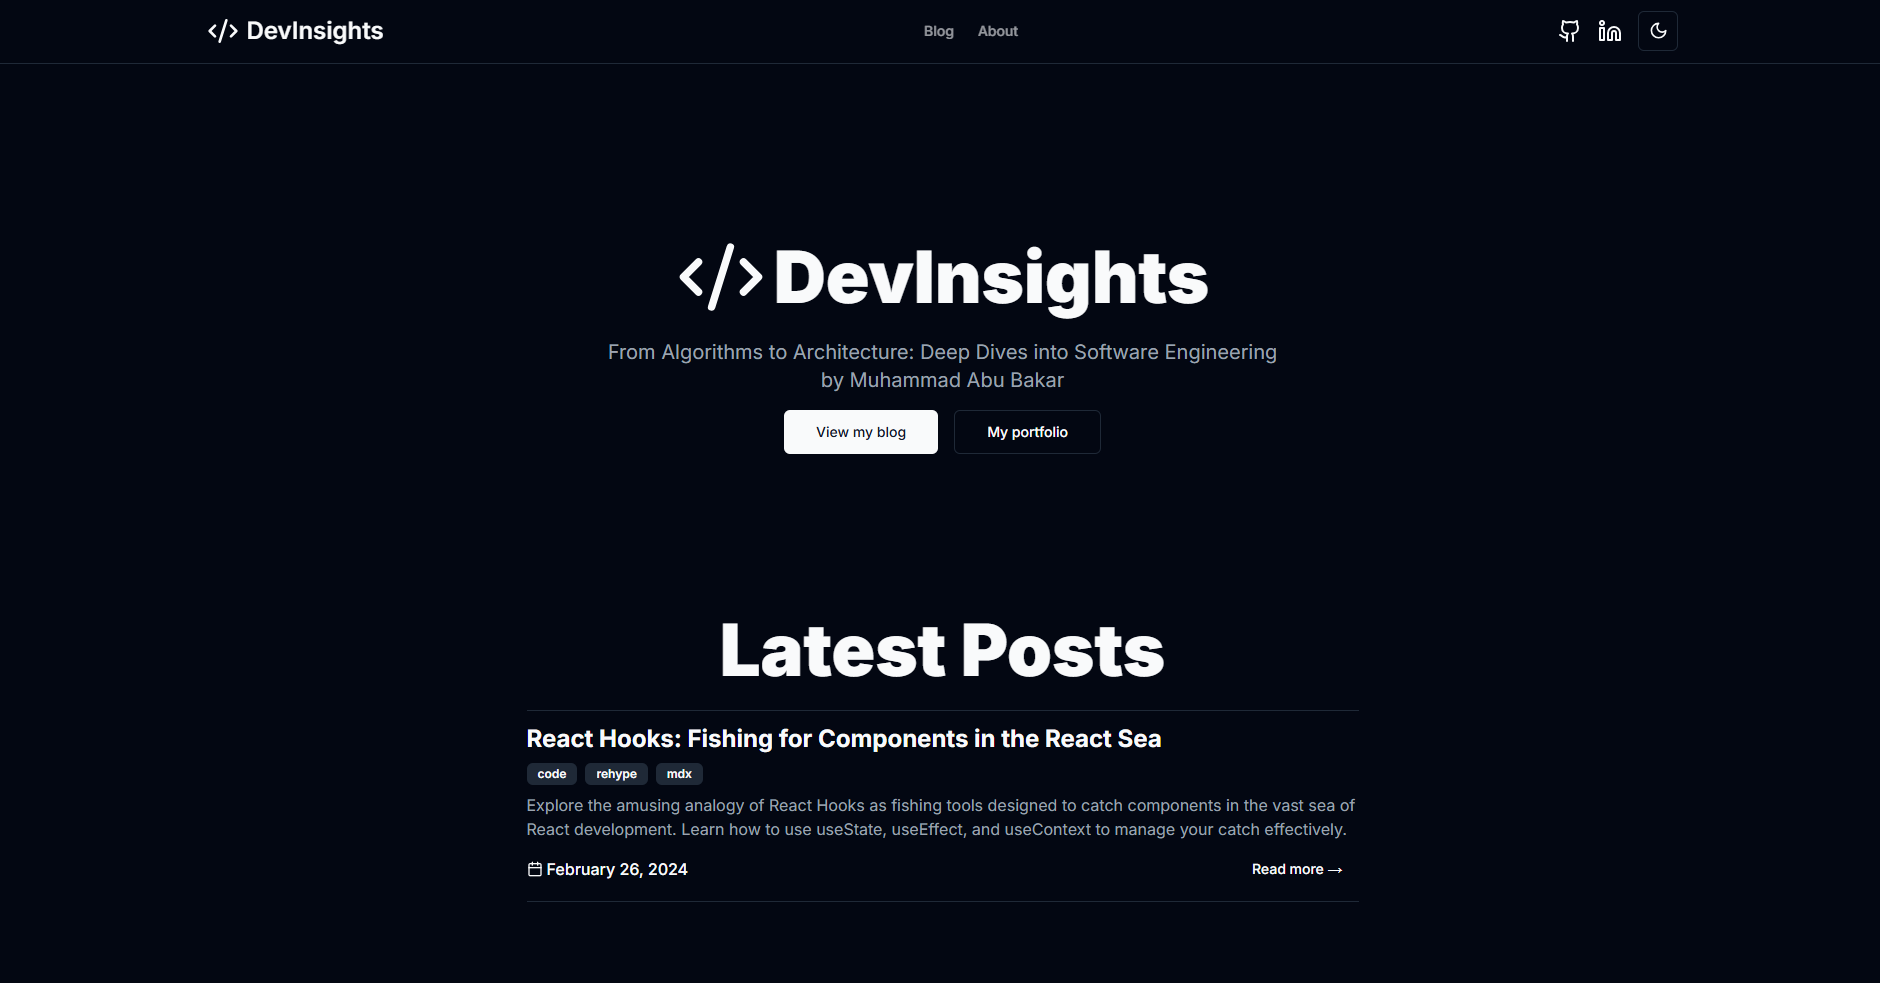 </> DevInsights
Blog
About
</> DevInsights
From Algorithms to Architecture: Deep Dives into Software Engineering
by Muhammad Abu Bakar
View my blog
My portfolio
Latest Posts
React Hooks: Fishing for Components in the React Sea
code rehype mdx
Explore the amusing analogy of React Hooks as fishing tools designed to catch components in the vast sea of
React development. Learn how to use useState, useEffect, and useContext to manage your catch effectively.
February 26, 2024
Read more →